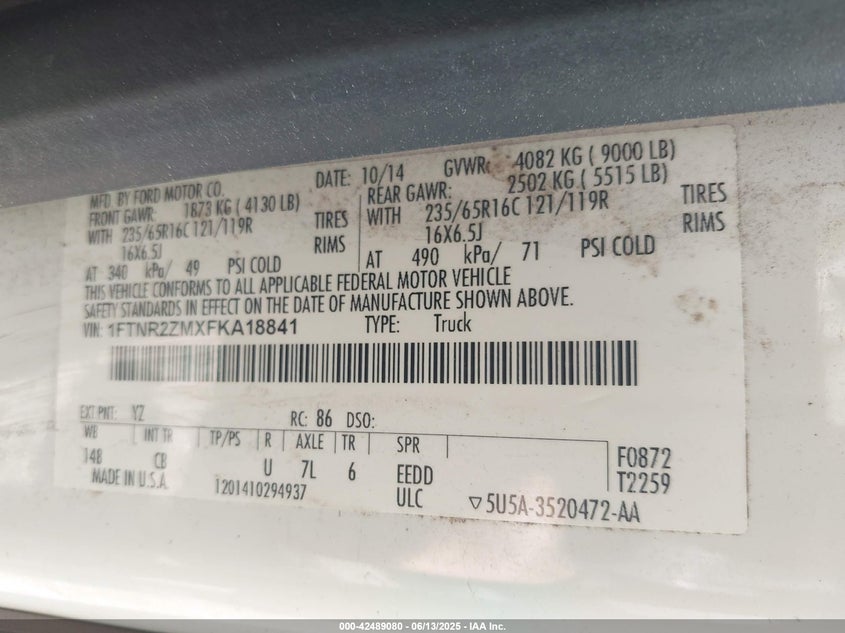 MFD. BY FORD MOTOR CO. DATE: 10/14 GVWR: 4082 KG ( 9000 LB)
FRONT GAWR: 1873 KG ( 4130 LB) REAR GAWR: 2502 KG ( 5515 LB)
WITH 235/65R16C 121/119R TIRES WITH 235/65R16C 121/119R TIRES
16X6.5J RIMS 16X6.5J RIMS
AT 340 kPa/ 49 PSI COLD AT 490 kPa/ 71 PSI COLD
THIS VEHICLE CONFORMS TO ALL APPLICABLE FEDERAL MOTOR VEHICLE
SAFETY STANDARDS IN EFFECT ON THE DATE OF MANUFACTURE SHOWN ABOVE.
VIN: 1FTNR2ZMXFKA18841 TYPE: Truck
EXT PNT: YZ RC: 86 DSO:
WB INT TR TP/PS R AXLE TR SPR
148 CB U 7L 6 EEDD F0872
MADE IN U.S.A. 1201410294937 ULC T2259
▽5U5A-3520472-AA
000-42489080 - 06/13/2025 - IAA Inc.